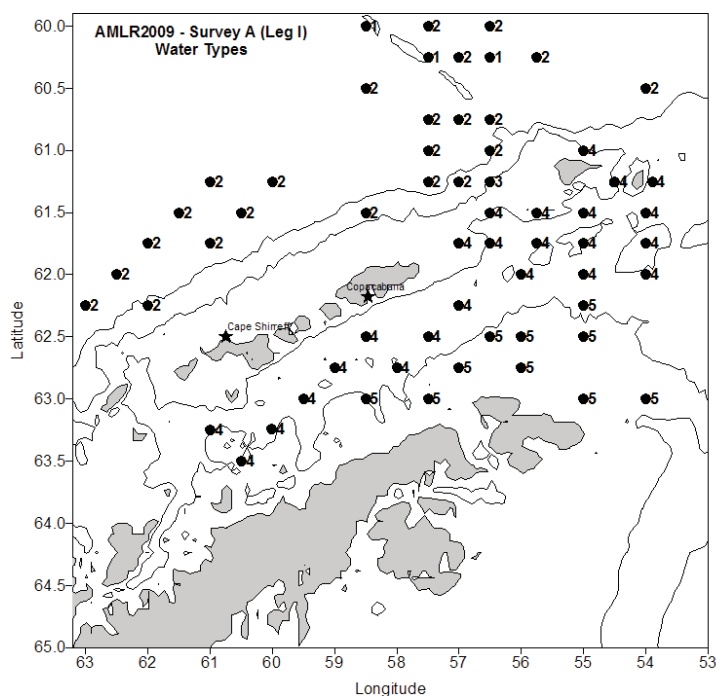 AMLR2009 - Survey A (Leg I)
Water Types
60.0
1 2 2
1 2 1 2
60.5
2 2
2 2 2
61.0
2 2 4
2 2 2 2 3 4 4
61.5
2 2 2 4 4 4 4
2 2 4 4 4 4 4
62.0
2 4 4 4
Copacabana
2 2 4 5
Cape Shirreff
62.5
4 4 5 5 5
4 4 5 5
63.0
4 5 5 5 5
4 4
63.5
4
64.0
64.5
65.0
63 62 61 60 59 58 57 56 55 54 53
Latitude
Longitude